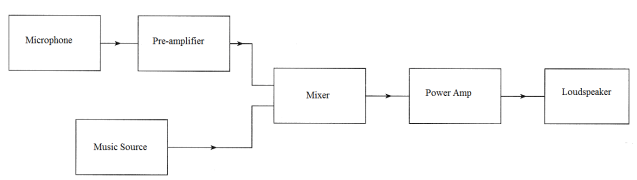 Microphone
Pre-amplifier
Mixer
Power Amp
Loudspeaker
Music Source